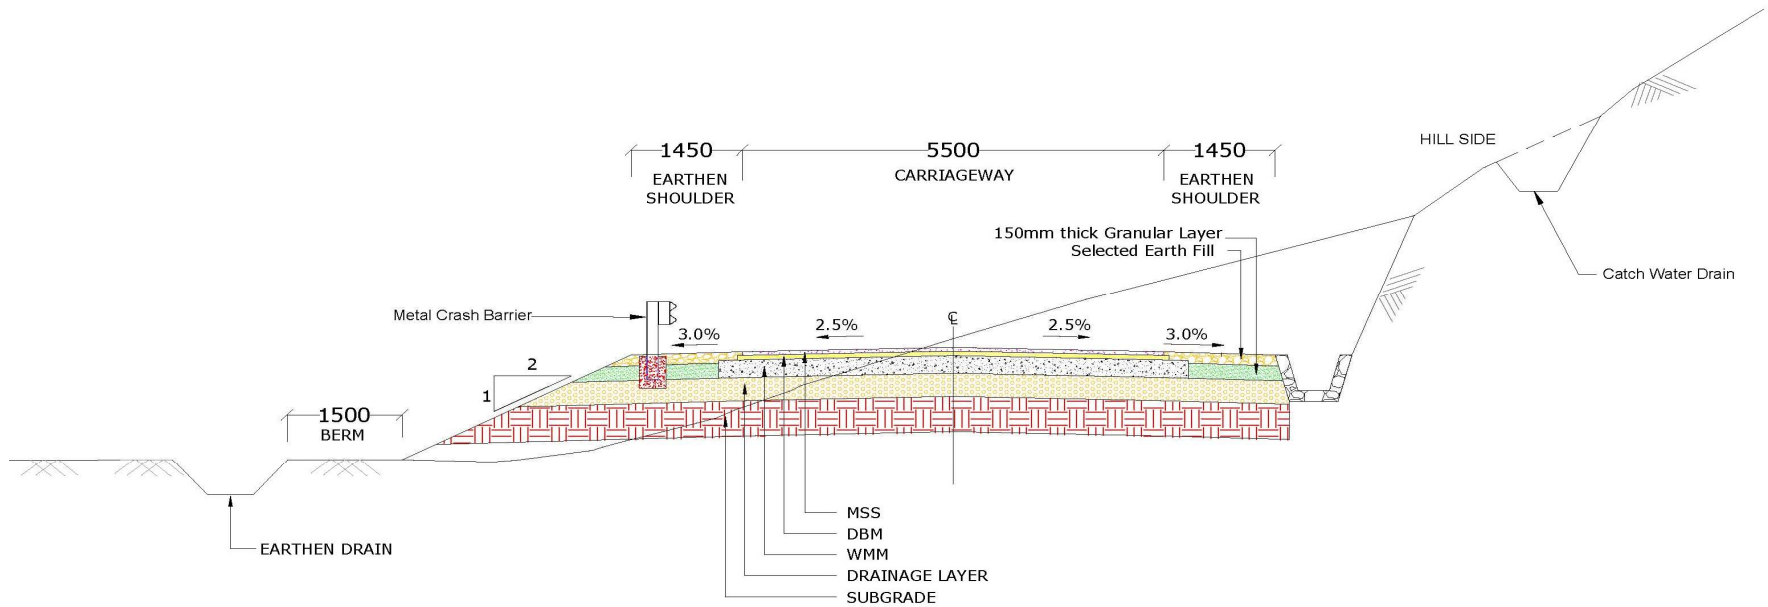 HILL SIDE
1450
5500
1450
EARTHEN
SHOULDER
CARRIAGEWAY
EARTHEN
SHOULDER
150mm thick Granular Layer
Selected Earth Fill
Catch Water Drain
Metal Crash Barrier
3.0%
2.5%
℄
2.5%
3.0%
2
1
1500
BERM
EARTHEN DRAIN
MSS
DBM
WMM
DRAINAGE LAYER
SUBGRADE